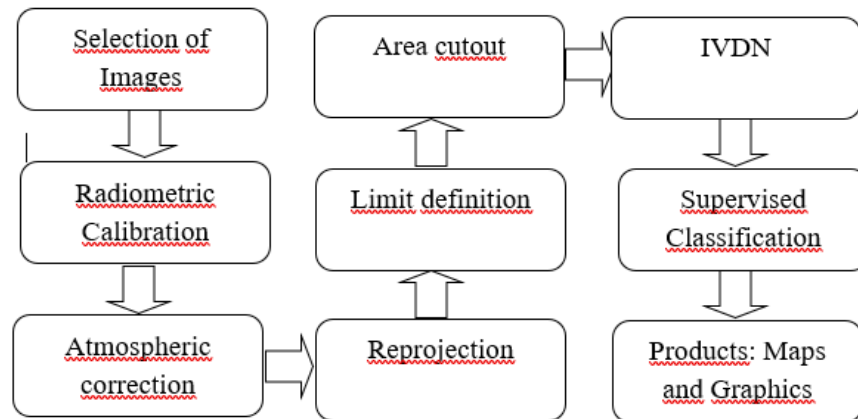 Selection of
Images
Radiometric
Calibration
Atmospheric
correction
Reprojection
Limit definition
Area cutout
IVDN
Supervised
Classification
Products: Maps
and Graphics